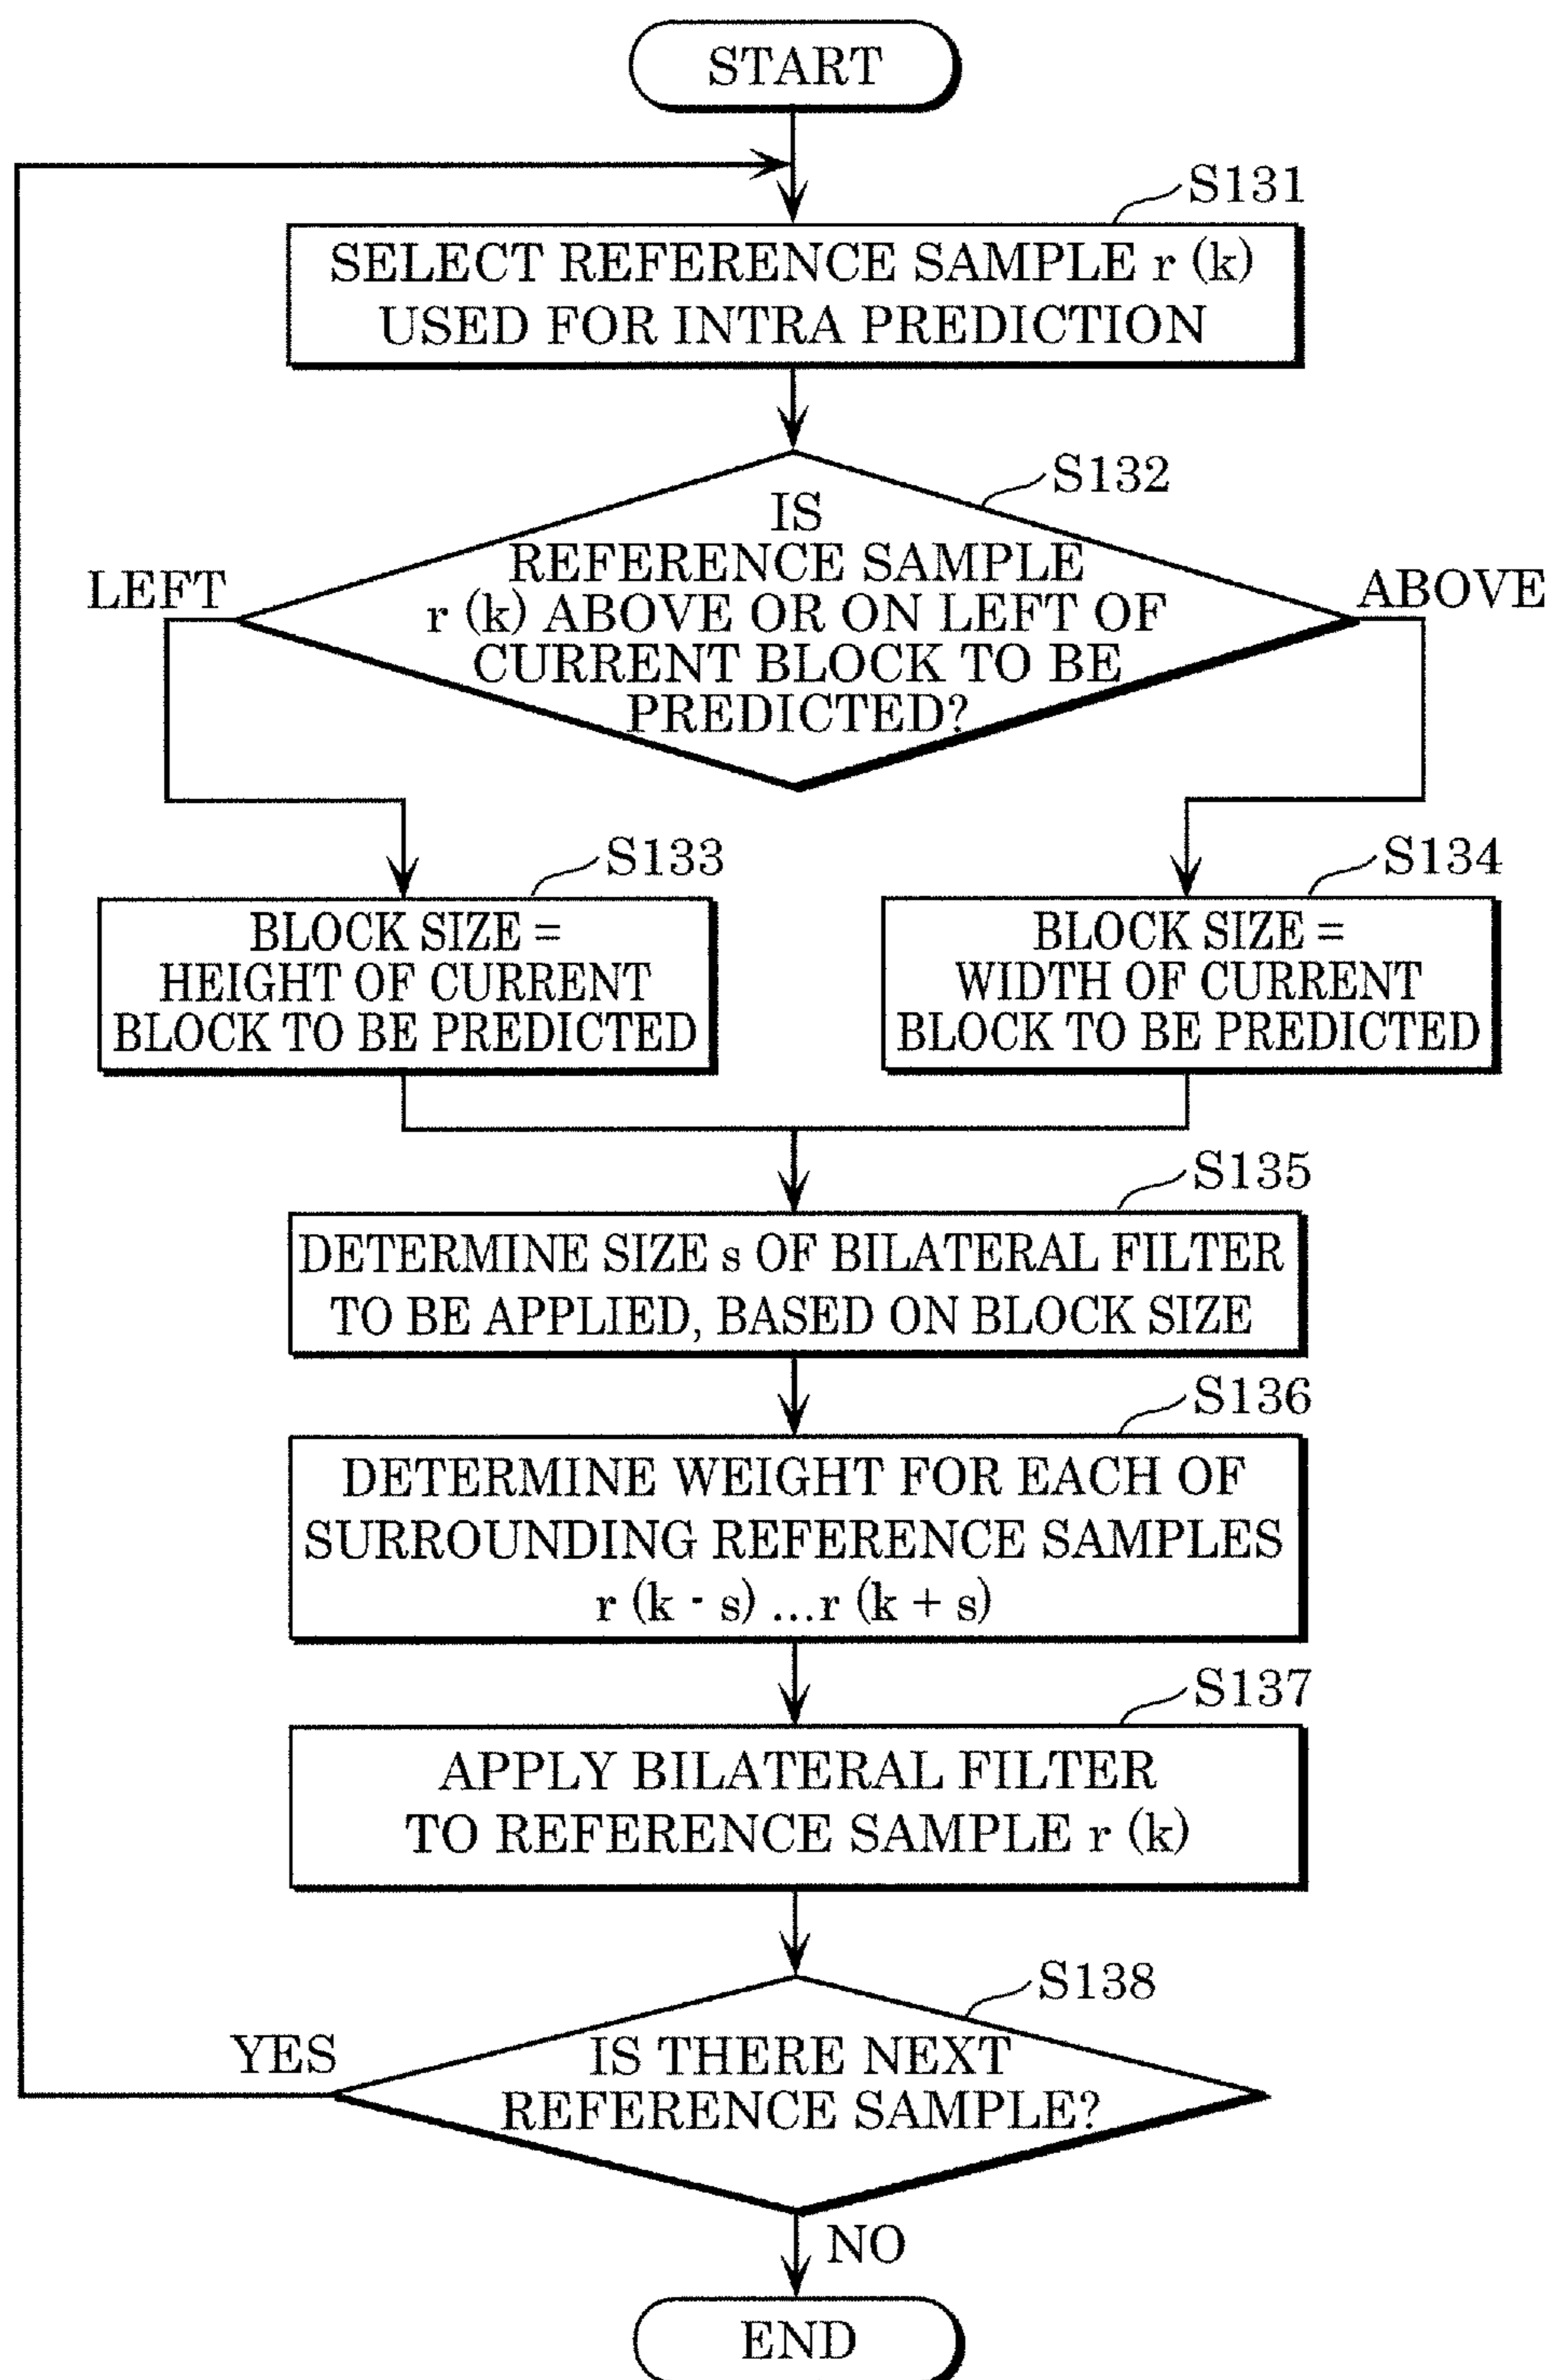 START
S131
SELECT REFERENCE SAMPLE r (k)
USED FOR INTRA PREDICTION
S132
IS
REFERENCE SAMPLE
r (k) ABOVE OR ON LEFT OF
CURRENT BLOCK TO BE
PREDICTED?
LEFT
ABOVE
S133
BLOCK SIZE =
HEIGHT OF CURRENT
BLOCK TO BE PREDICTED
S134
BLOCK SIZE =
WIDTH OF CURRENT
BLOCK TO BE PREDICTED
S135
DETERMINE SIZE s OF BILATERAL FILTER
TO BE APPLIED, BASED ON BLOCK SIZE
S136
DETERMINE WEIGHT FOR EACH OF
SURROUNDING REFERENCE SAMPLES
r (k - s) ...r (k + s)
S137
APPLY BILATERAL FILTER
TO REFERENCE SAMPLE r (k)
S138
IS THERE NEXT
REFERENCE SAMPLE?
YES
NO
END